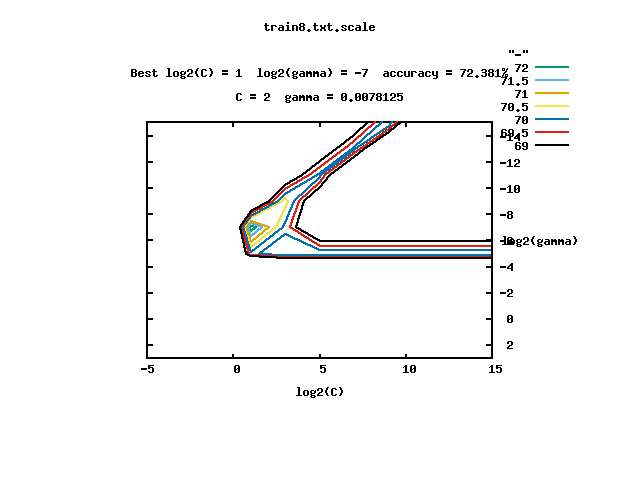 train8.txt.scale
"-"
Best log2(C) = 1 log2(gamma) = -7 accuracy = 72.381%
72
71.5
71
C = 2 gamma = 0.0078125
70.5
70
69.5
-14
69
-12
-10
-8
-6
log2(gamma)
-4
-2
0
2
-5 0 5 10 15
log2(C)